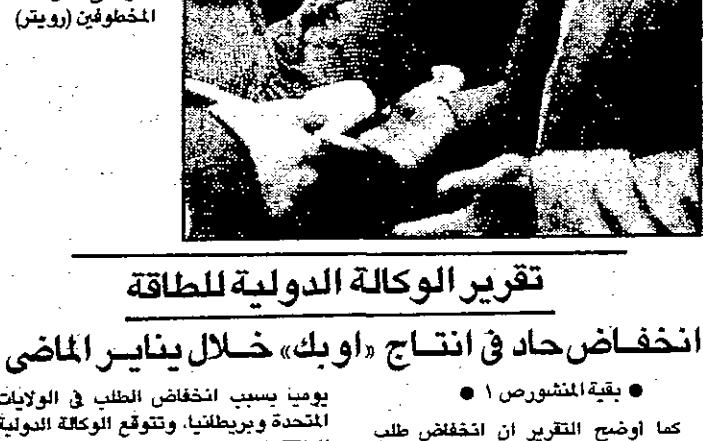 المخطوفين (رويتر)
تقرير الوكالة الدولية للطاقة
انخفاض حاد في انتاج «اوبك» خلال يناير الماضي
● بقية المنشور ص ١ ●
كما أوضح التقرير ان انخفاض طلب
يوميا بسبب انخفاض الطلب في الولايات
المتحدة وبريطانيا. وتتوقع الوكالة الدولية